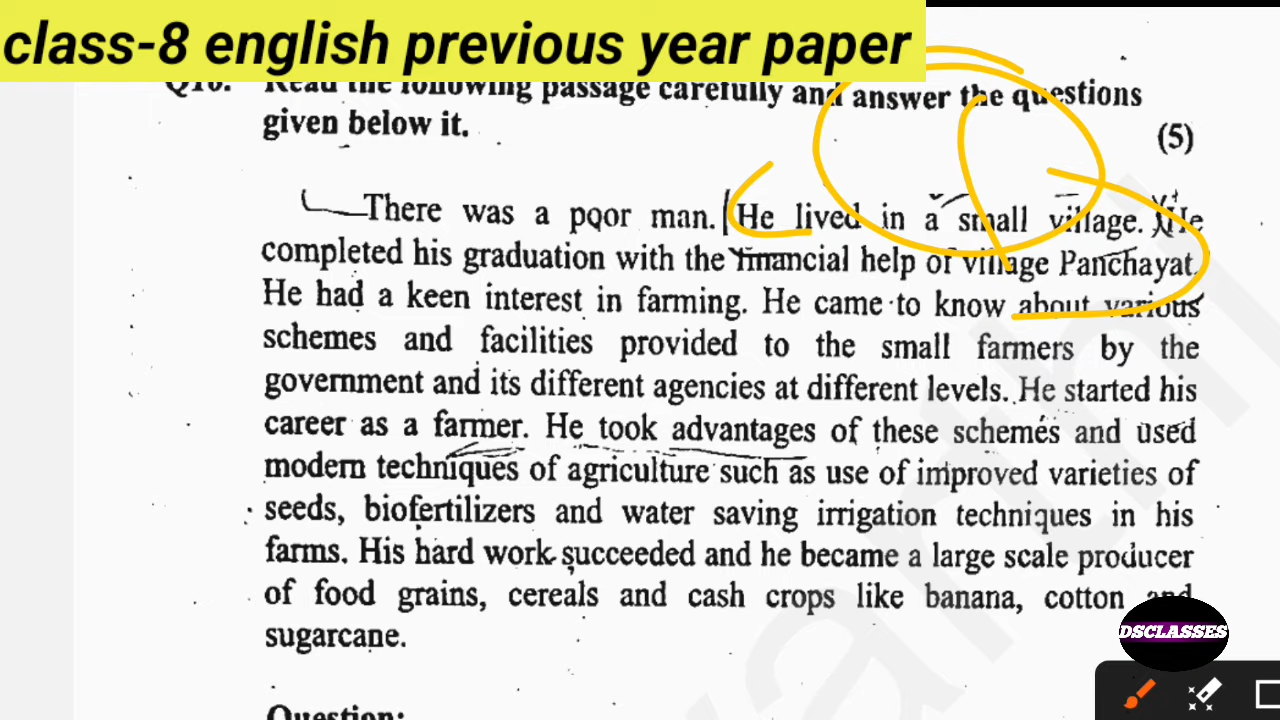 class-8 english previous year paper
Q10. Read the following passage carefully and answer the questions
given below it.
(5)
There was a poor man. He lived in a small village. He
completed his graduation with the financial help of village Panchayat.
He had a keen interest in farming. He came to know about various
schemes and facilities provided to the small farmers by the
government and its different agencies at different levels. He started his
career as a farmer. He took advantages of these schemes and used
modern techniques of agriculture such as use of improved varieties of
seeds, biofertilizers and water saving irrigation techniques in his
farms. His hard work succeeded and he became a large scale producer
of food grains, cereals and cash crops like banana, cotton and
sugarcane.
DSCLASSES
Question: